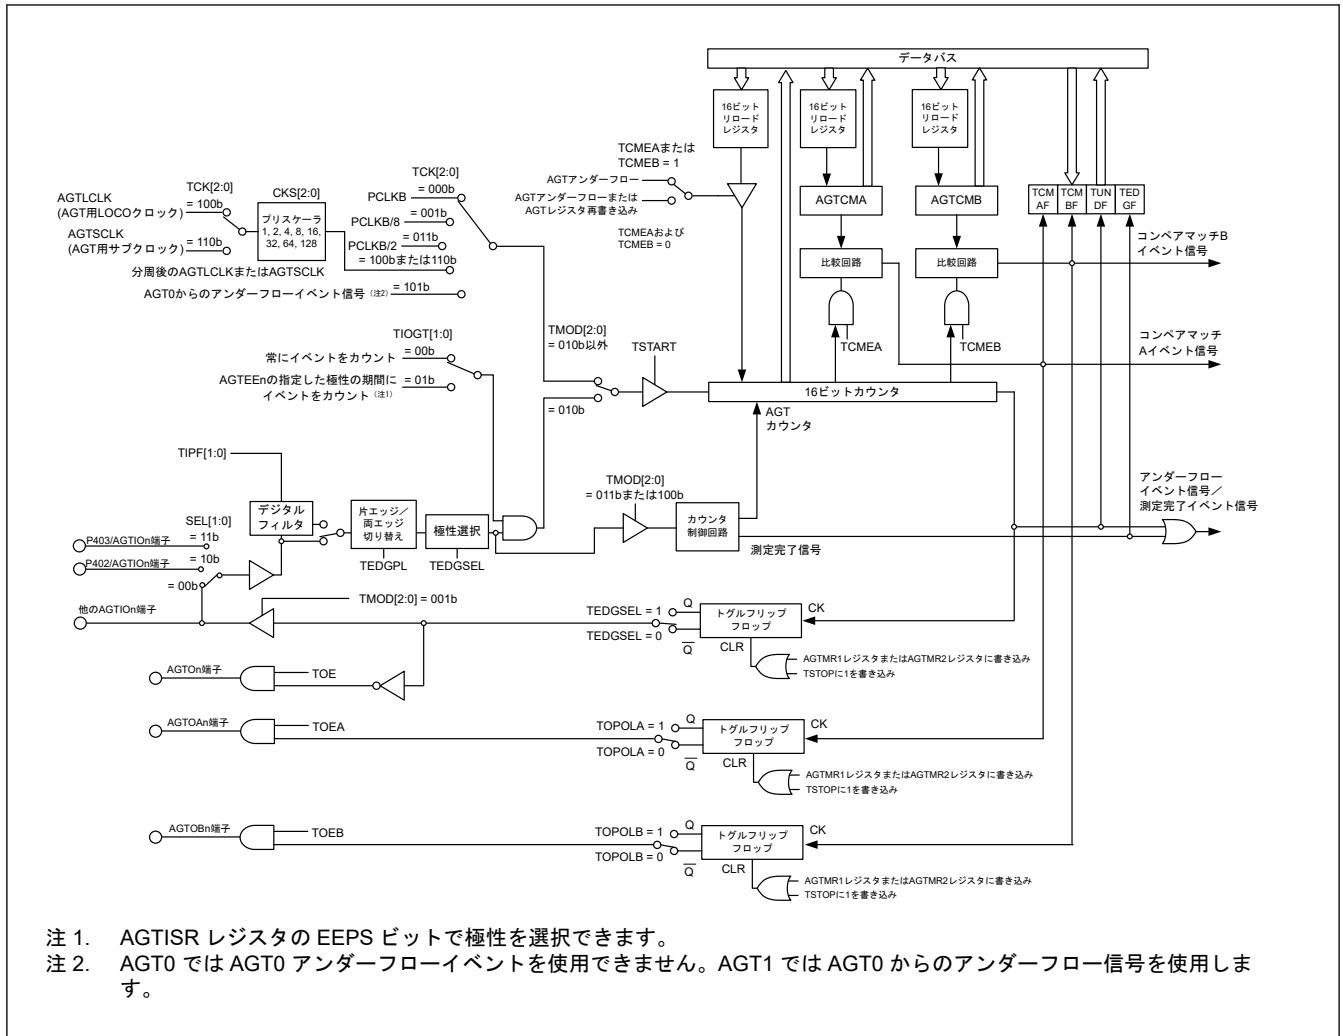 データバス
16ビット
リロード
レジスタ
16ビット
リロード
レジスタ
16ビット
リロード
レジスタ
TCMEAまたは
TCMEB = 1
AGTアンダーフロー
AGTアンダーフローまたは
AGTレジスタ再書き込み
TCMEAおよび
TCMEB = 0
AGTCMA
AGTCMB
TCM
AF
TCM
BF
TUN
DF
TED
GF
比較回路
比較回路
コンペアマッチB
イベント信号
TCMEA
TCMEB
コンペアマッチ
Aイベント信号
TCK[2:0]
CKS[2:0]
TCK[2:0]
AGTLCLK
(AGT用LOCOクロック)
= 100b
AGTSCLK
(AGT用サブクロック)
= 110b
プリスケーラ
1, 2, 4, 8, 16,
32, 64, 128
= 000b
PCLKB
= 001b
PCLKB/8
= 011b
PCLKB/2
= 100bまたは110b
分周後のAGTLCLKまたはAGTSCLK
AGT0からのアンダーフローイベント信号 (注2)
= 101b
TIOGT[1:0]
常にイベントをカウント
= 00b
AGTEEnの指定した極性の期間に
イベントをカウント (注1)
= 01b
TMOD[2:0]
= 010b以外
= 010b
TSTART
16ビットカウンタ
AGT
カウンタ
TIPF[1:0]
デジタル
フィルタ
SEL[1:0]
片エッジ/
両エッジ
切り替え
極性選択
TEDGPL
TEDGSEL
TMOD[2:0]
= 011bまたは100b
カウンタ
制御回路
測定完了信号
アンダーフロー
イベント信号/
測定完了イベント信号
P403/AGTIOn端子
= 11b
P402/AGTIOn端子
= 10b
= 00b
他のAGTIOn端子
TMOD[2:0] = 001b
TEDGSEL = 1
TEDGSEL = 0
Q
Q
トグルフリップ
フロップ
CK
CLR
AGTMR1レジスタまたはAGTMR2レジスタに書き込み
TSTOPに1を書き込み
AGTOn端子
TOE
AGTOAn端子
TOEA
TOPOLA = 1
TOPOLA = 0
Q
Q
トグルフリップ
フロップ
CK
CLR
AGTMR1レジスタまたはAGTMR2レジスタに書き込み
TSTOPに1を書き込み
AGTOBn端子
TOEB
TOPOLB = 1
TOPOLB = 0
Q
Q
トグルフリップ
フロップ
CK
CLR
AGTMR1レジスタまたはAGTMR2レジスタに書き込み
TSTOPに1を書き込み
注 1. AGTISR レジスタの EEPS ビットで極性を選択できます。
注 2. AGT0 では AGT0 アンダーフローイベントを使用できません。AGT1 では AGT0 からのアンダーフロー信号を使用しま
す。